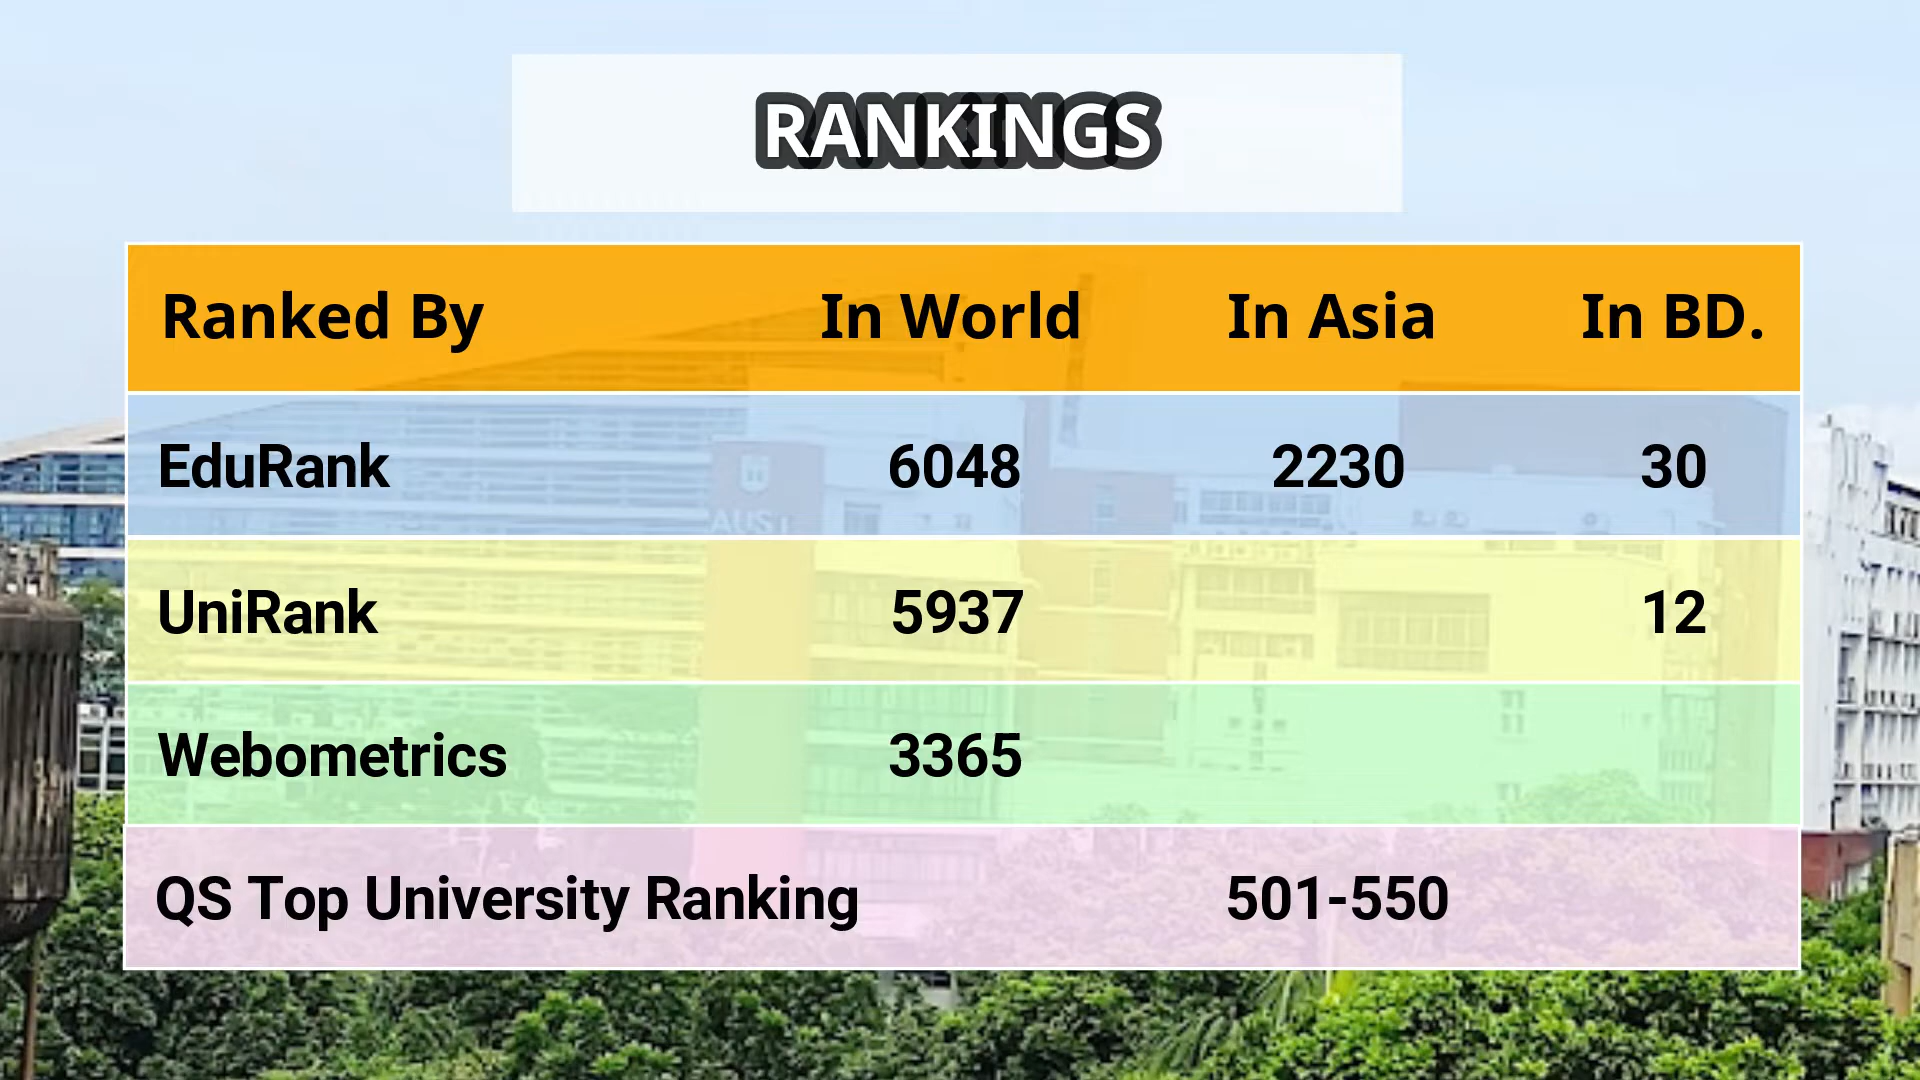 RANKINGS
Ranked By In World In Asia In BD.
EduRank 6048 2230 30
AUST
UniRank 5937 12
Webometrics 3365
QS Top University Ranking 501-550